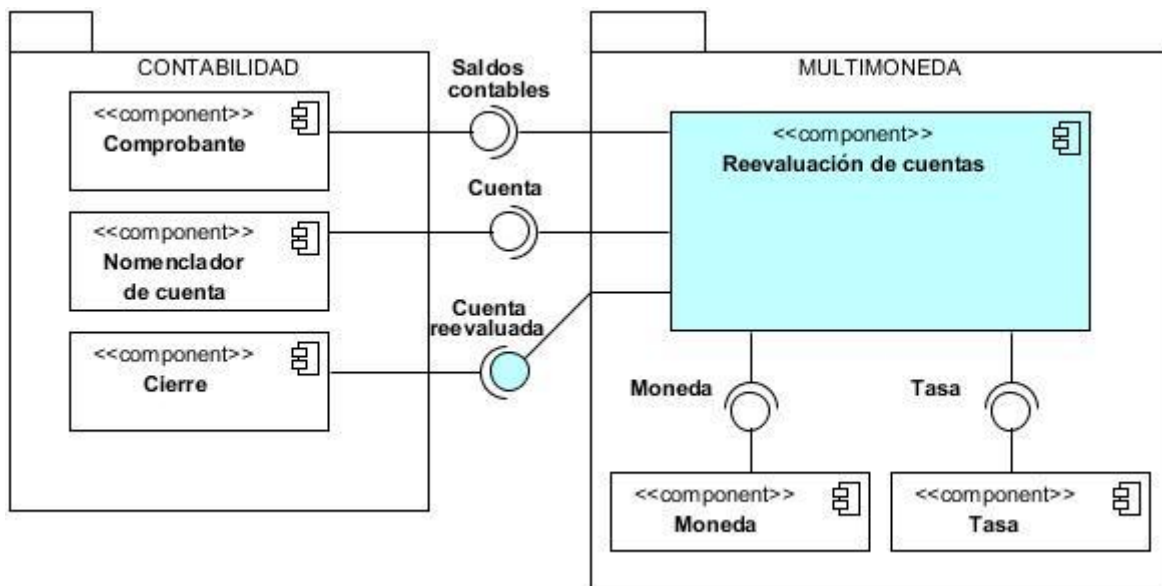 CONTABILIDAD
<<component>>
Comprobante
<<component>>
Nomenclador
de cuenta
<<component>>
Cierre
Saldos
contables
Cuenta
Cuenta
reevaluada
MULTIMONEDA
<<component>>
Reevaluación de cuentas
Moneda
Tasa
<<component>>
Moneda
<<component>>
Tasa